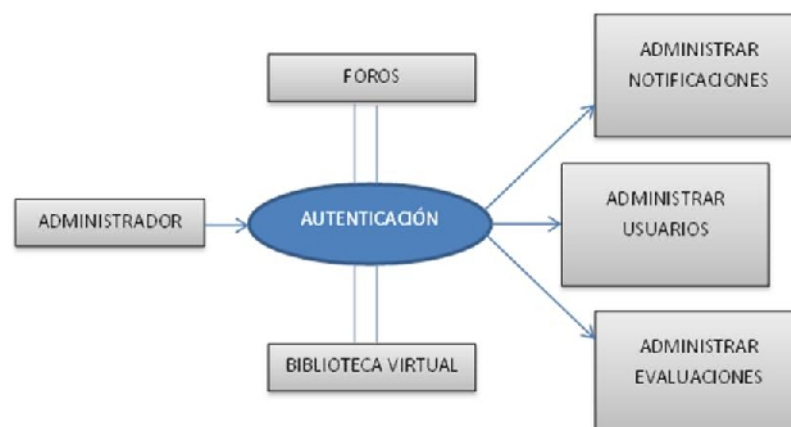 FOROS
ADMINISTRADOR
AUTENTICACIÓN
BIBLIOTECA VIRTUAL
ADMINISTRAR
NOTIFICACIONES
ADMINISTRAR
USUARIOS
ADMINISTRAR
EVALUACIONES